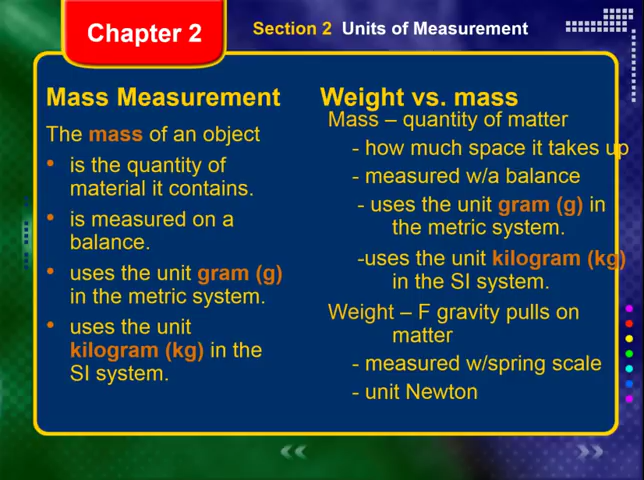 Chapter 2
Section 2 Units of Measurement
Mass Measurement
The mass of an object
• is the quantity of
material it contains.
• is measured on a
balance.
• uses the unit gram (g)
in the metric system.
• uses the unit
kilogram (kg) in the
SI system.
Weight vs. mass
Mass – quantity of matter
- how much space it takes up
- measured w/a balance
- uses the unit gram (g) in
the metric system.
-uses the unit kilogram (kg)
in the SI system.
Weight – F gravity pulls on
matter
- measured w/spring scale
- unit Newton